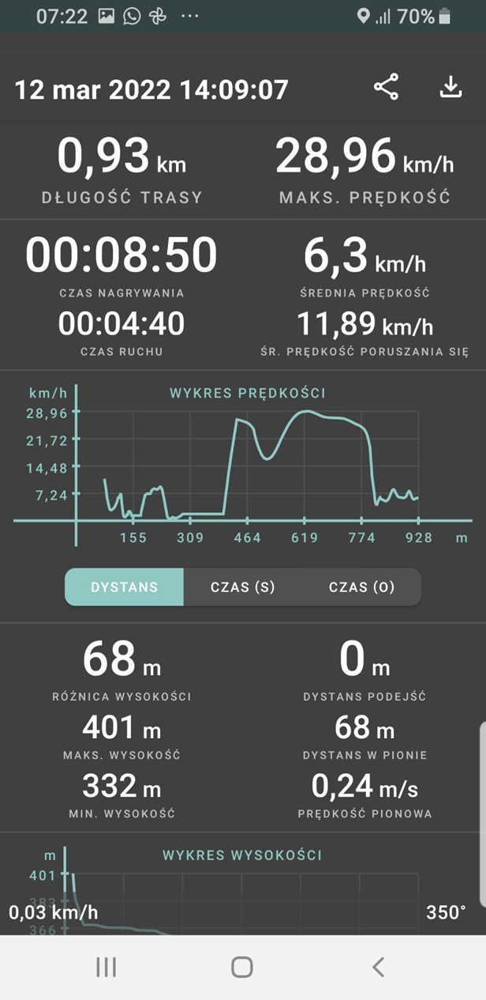 07:22 70%
12 mar 2022 14:09:07
0,93 km 28,96 km/h
DŁUGOŚĆ TRASY MAKS. PRĘDKOŚĆ
00:08:50 6,3 km/h
CZAS NAGRYWANIA ŚREDNIA PRĘDKOŚĆ
00:04:40 11,89 km/h
CZAS RUCHU ŚR. PRĘDKOŚĆ PORUSZANIA SIĘ
km/h WYKRES PRĘDKOŚCI
28,96
21,72
14,48
7,24
155 309 464 619 774 928 m
DYSTANS CZAS (S) CZAS (O)
68 m 0 m
RÓŻNICA WYSOKOŚCI DYSTANS PODEJŚĆ
401 m 68 m
MAKS. WYSOKOŚĆ DYSTANS W PIONIE
332 m 0,24 m/s
MIN. WYSOKOŚĆ PRĘDKOŚĆ PIONOWA
m WYKRES WYSOKOŚCI
401
383
0,03 km/h 350°
366